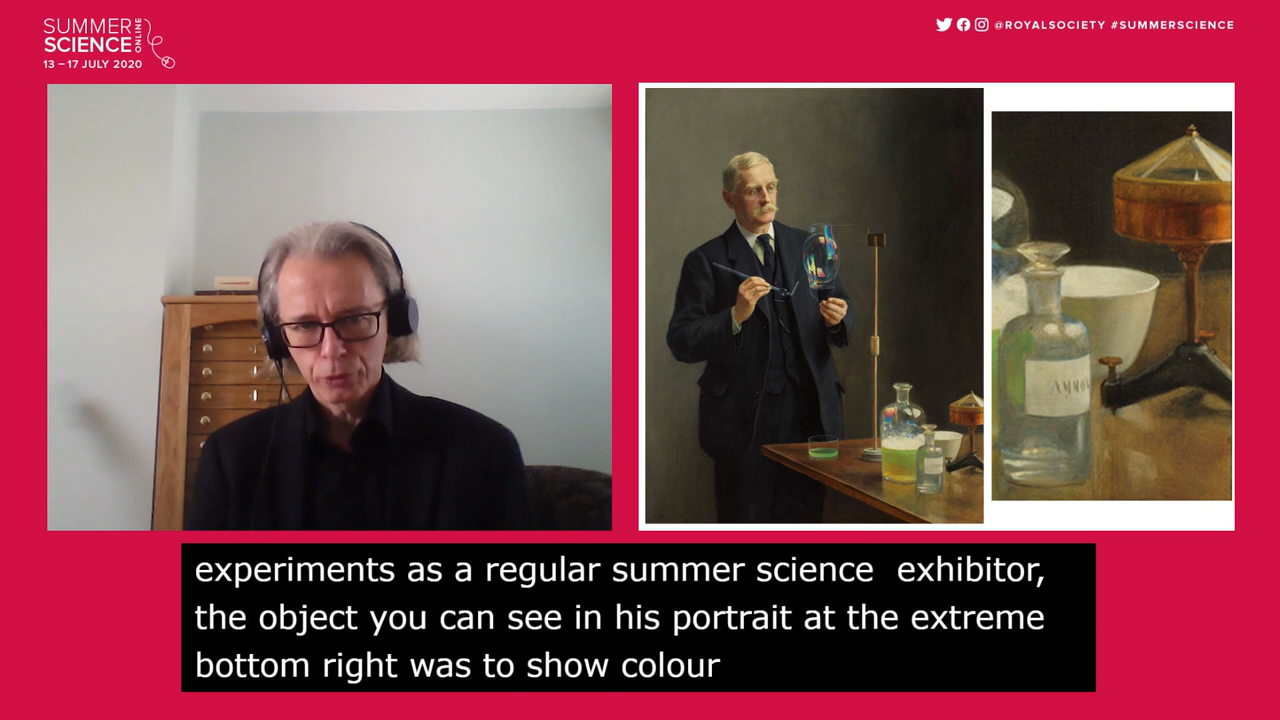 SUMMER
SCIENCE
ONLINE
13 – 17 JULY 2020
@ROYALSOCIETY #SUMMERSCIENCE
experiments as a regular summer science  exhibitor,
the object you can see in his portrait at the extreme
bottom right was to show colour